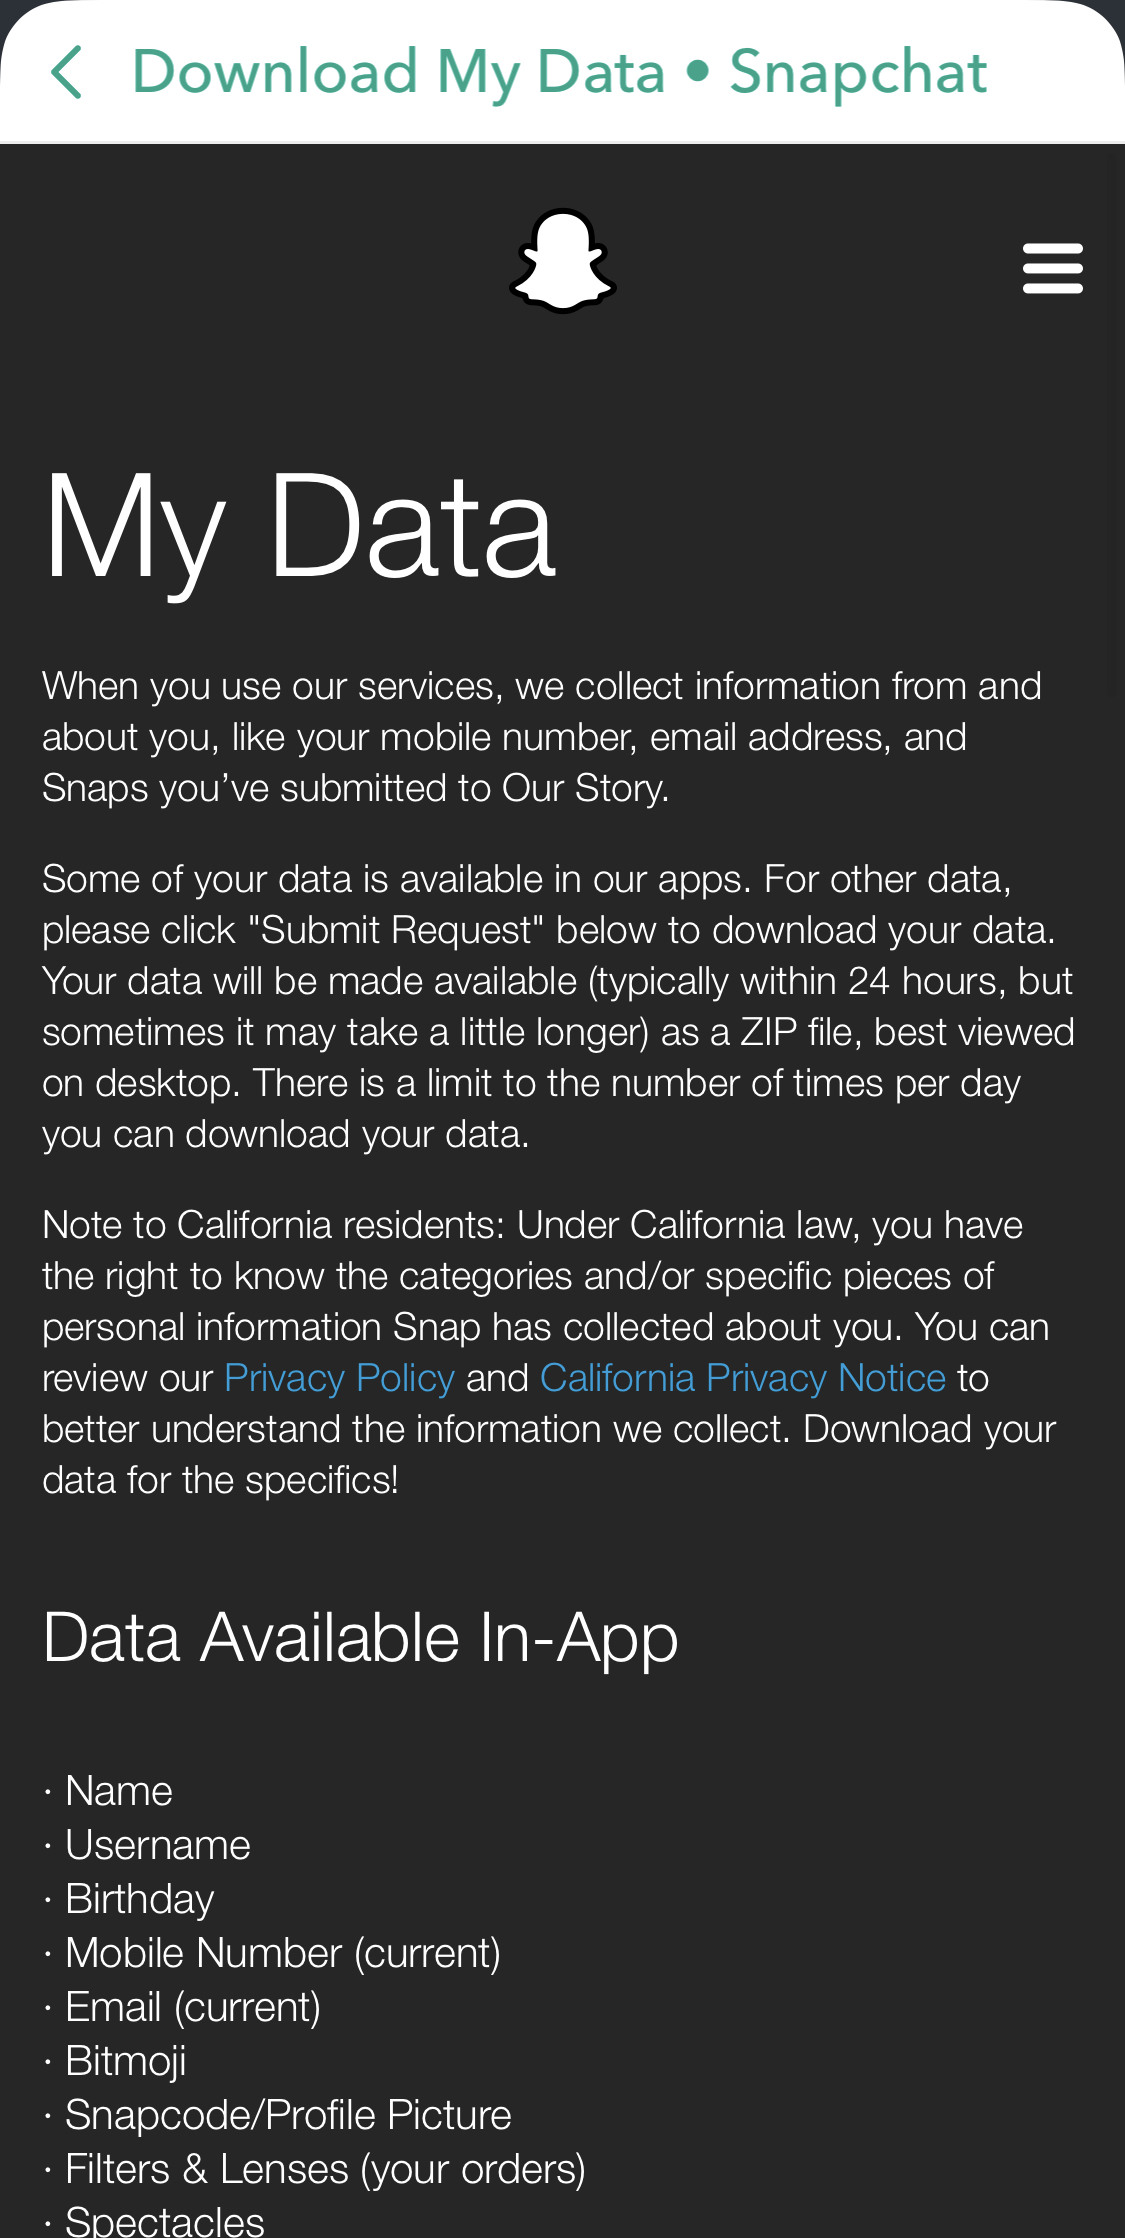 Download My Data • Snapchat
My Data
When you use our services, we collect information from and
about you, like your mobile number, email address, and
Snaps you’ve submitted to Our Story.
Some of your data is available in our apps. For other data,
please click "Submit Request" below to download your data.
Your data will be made available (typically within 24 hours, but
sometimes it may take a little longer) as a ZIP file, best viewed
on desktop. There is a limit to the number of times per day
you can download your data.
Note to California residents: Under California law, you have
the right to know the categories and/or specific pieces of
personal information Snap has collected about you. You can
review our Privacy Policy and California Privacy Notice to
better understand the information we collect. Download your
data for the specifics!
Data Available In-App
· Name
· Username
· Birthday
· Mobile Number (current)
· Email (current)
· Bitmoji
· Snapcode/Profile Picture
· Filters & Lenses (your orders)
· Spectacles